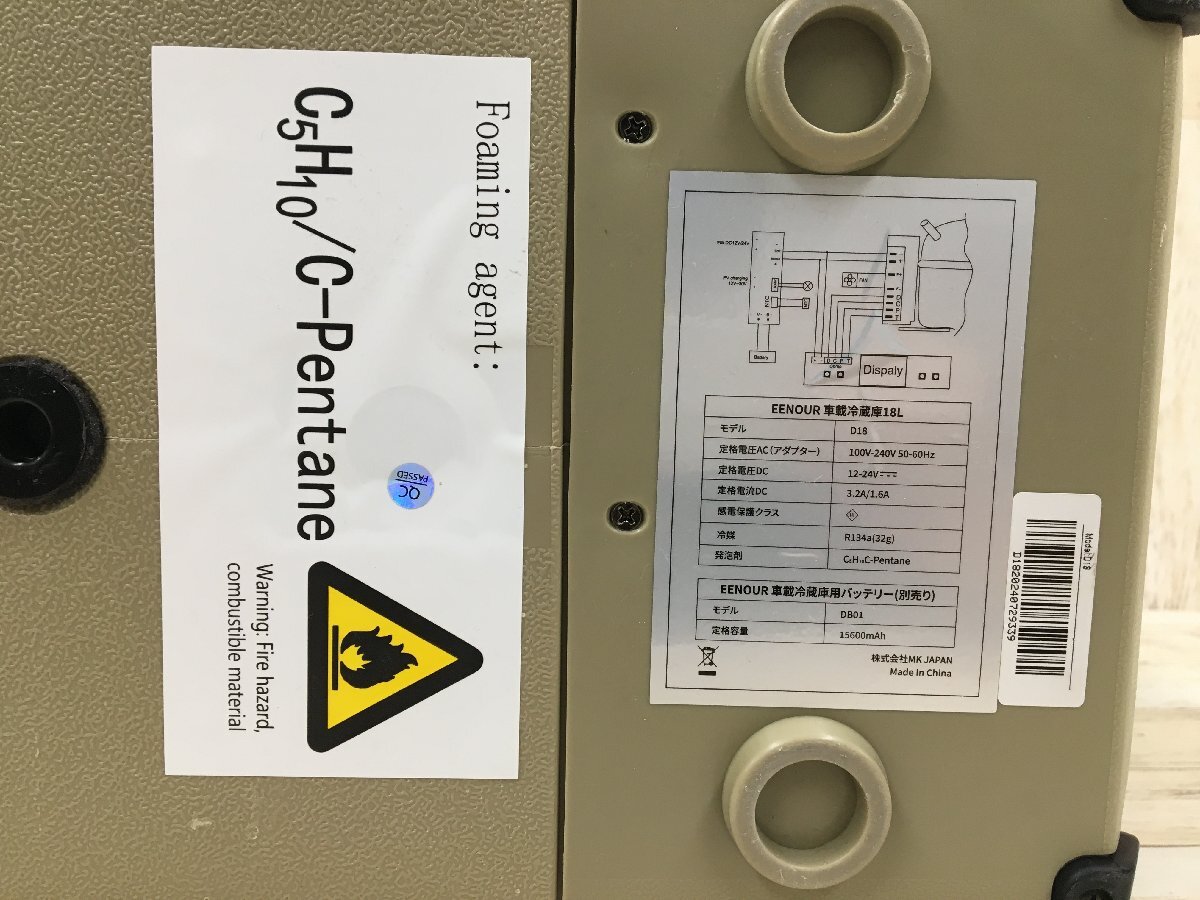 Foaming agent:
C₅H₁₀/C-Pentane
QC
PASSED
Warning: Fire hazard,
combustible material
FAN
Battery
Dispaly
EENOUR 車載冷蔵庫18L
モデル D18
定格電圧AC(アダプター) 100V-240V 50-60Hz
定格電圧DC 12-24V⎓
定格電流DC 3.2A/1.6A
感電保護クラス
冷媒 R134a(32g)
発泡剤 C₅H₁₀C-Pentane
EENOUR 車載冷蔵庫用バッテリー(別売り)
モデル DB01
定格容量 15600mAh
株式会社MK JAPAN
Made In China
Model:D18
D1820240729339